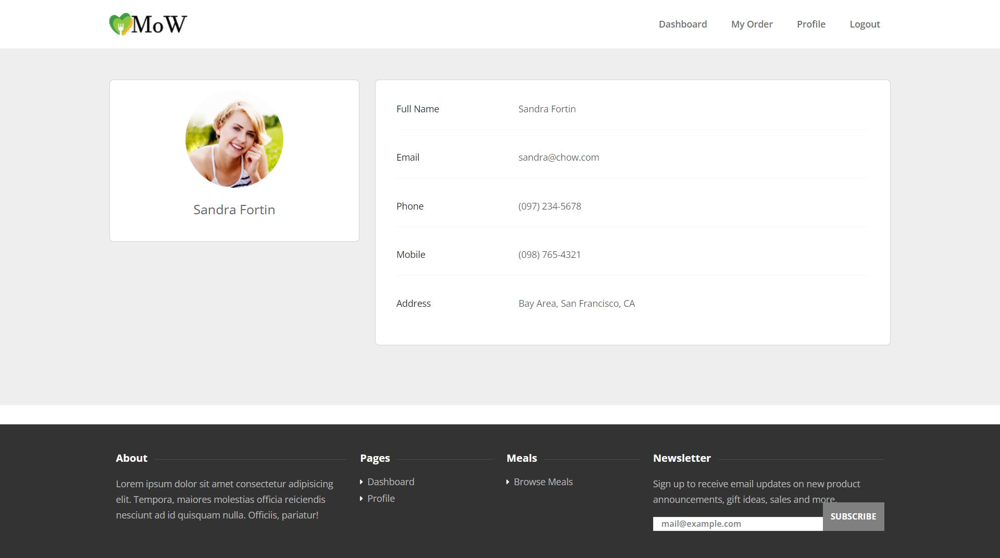 MoW
Dashboard My Order Profile Logout
Sandra Fortin
Full Name Sandra Fortin
Email sandra@chow.com
Phone (097) 234-5678
Mobile (098) 765-4321
Address Bay Area, San Francisco, CA
About
Lorem ipsum dolor sit amet consectetur adipisicing
elit. Tempora, maiores molestias officia reiciendis
nesciunt ad id quisquam nulla. Officiis, pariatur!
Pages
Dashboard
Profile
Meals
Browse Meals
Newsletter
Sign up to receive email updates on new product
announcements, gift ideas, sales and more.
mail@example.com SUBSCRIBE